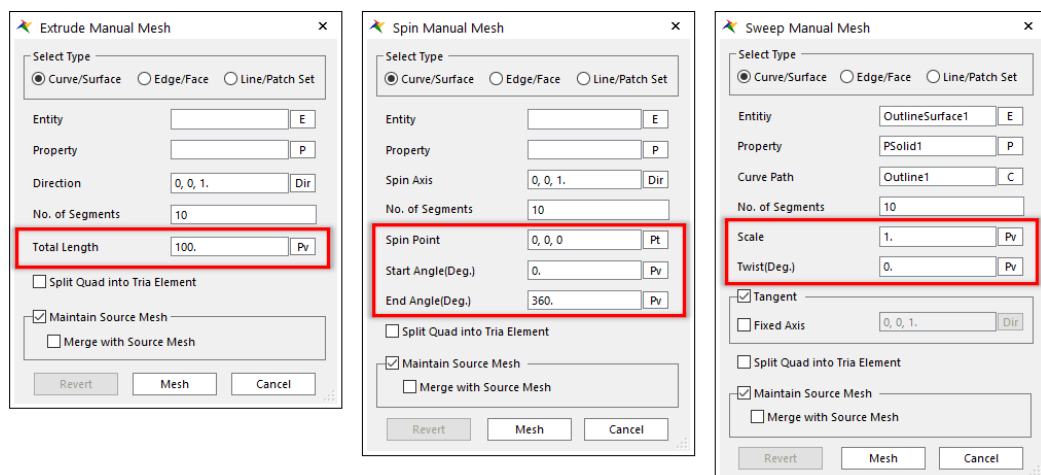 Extrude Manual Mesh
Select Type
Curve/Surface Edge/Face Line/Patch Set
Entity E
Property P
Direction 0, 0, 1. Dir
No. of Segments 10
Total Length 100. Pv
Split Quad into Tria Element
Maintain Source Mesh
Merge with Source Mesh
Revert Mesh Cancel
Spin Manual Mesh
Select Type
Curve/Surface Edge/Face Line/Patch Set
Entity E
Property P
Spin Axis 0, 0, 1. Dir
No. of Segments 10
Spin Point 0, 0, 0 Pt
Start Angle(Deg.) 0. Pv
End Angle(Deg.) 360. Pv
Split Quad into Tria Element
Maintain Source Mesh
Merge with Source Mesh
Revert Mesh Cancel
Sweep Manual Mesh
Select Type
Curve/Surface Edge/Face Line/Patch Set
Entitiy OutlineSurface1 E
Property PSolid1 P
Curve Path Outline1 C
No. of Segments 10
Scale 1. Pv
Twist(Deg.) 0. Pv
Tangent
Fixed Axis 0, 0, 1. Dir
Split Quad into Tria Element
Maintain Source Mesh
Merge with Source Mesh
Revert Mesh Cancel